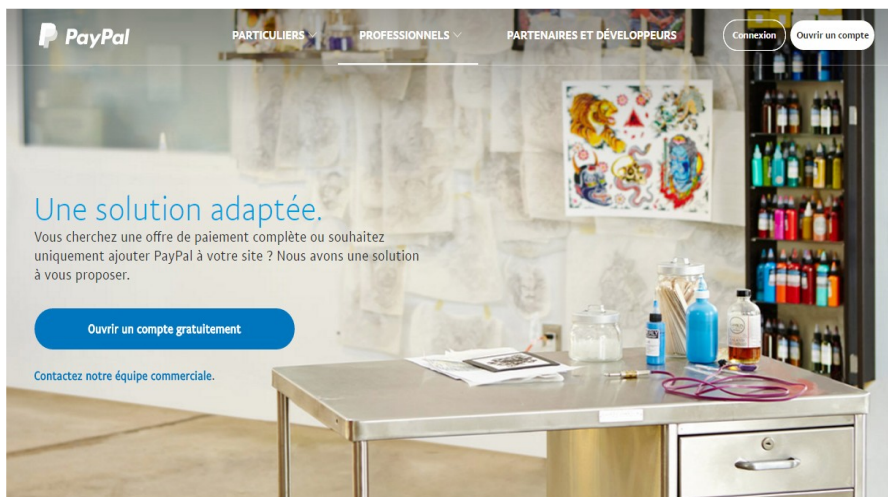 PayPal
PARTICULIERS
PROFESSIONNELS
PARTENAIRES ET DÉVELOPPEURS
Connexion
Ouvrir un compte
Une solution adaptée.
Vous cherchez une offre de paiement complète ou souhaitez
uniquement ajouter PayPal à votre site ? Nous avons une solution
à vous proposer.
Ouvrir un compte gratuitement
Contactez notre équipe commerciale.